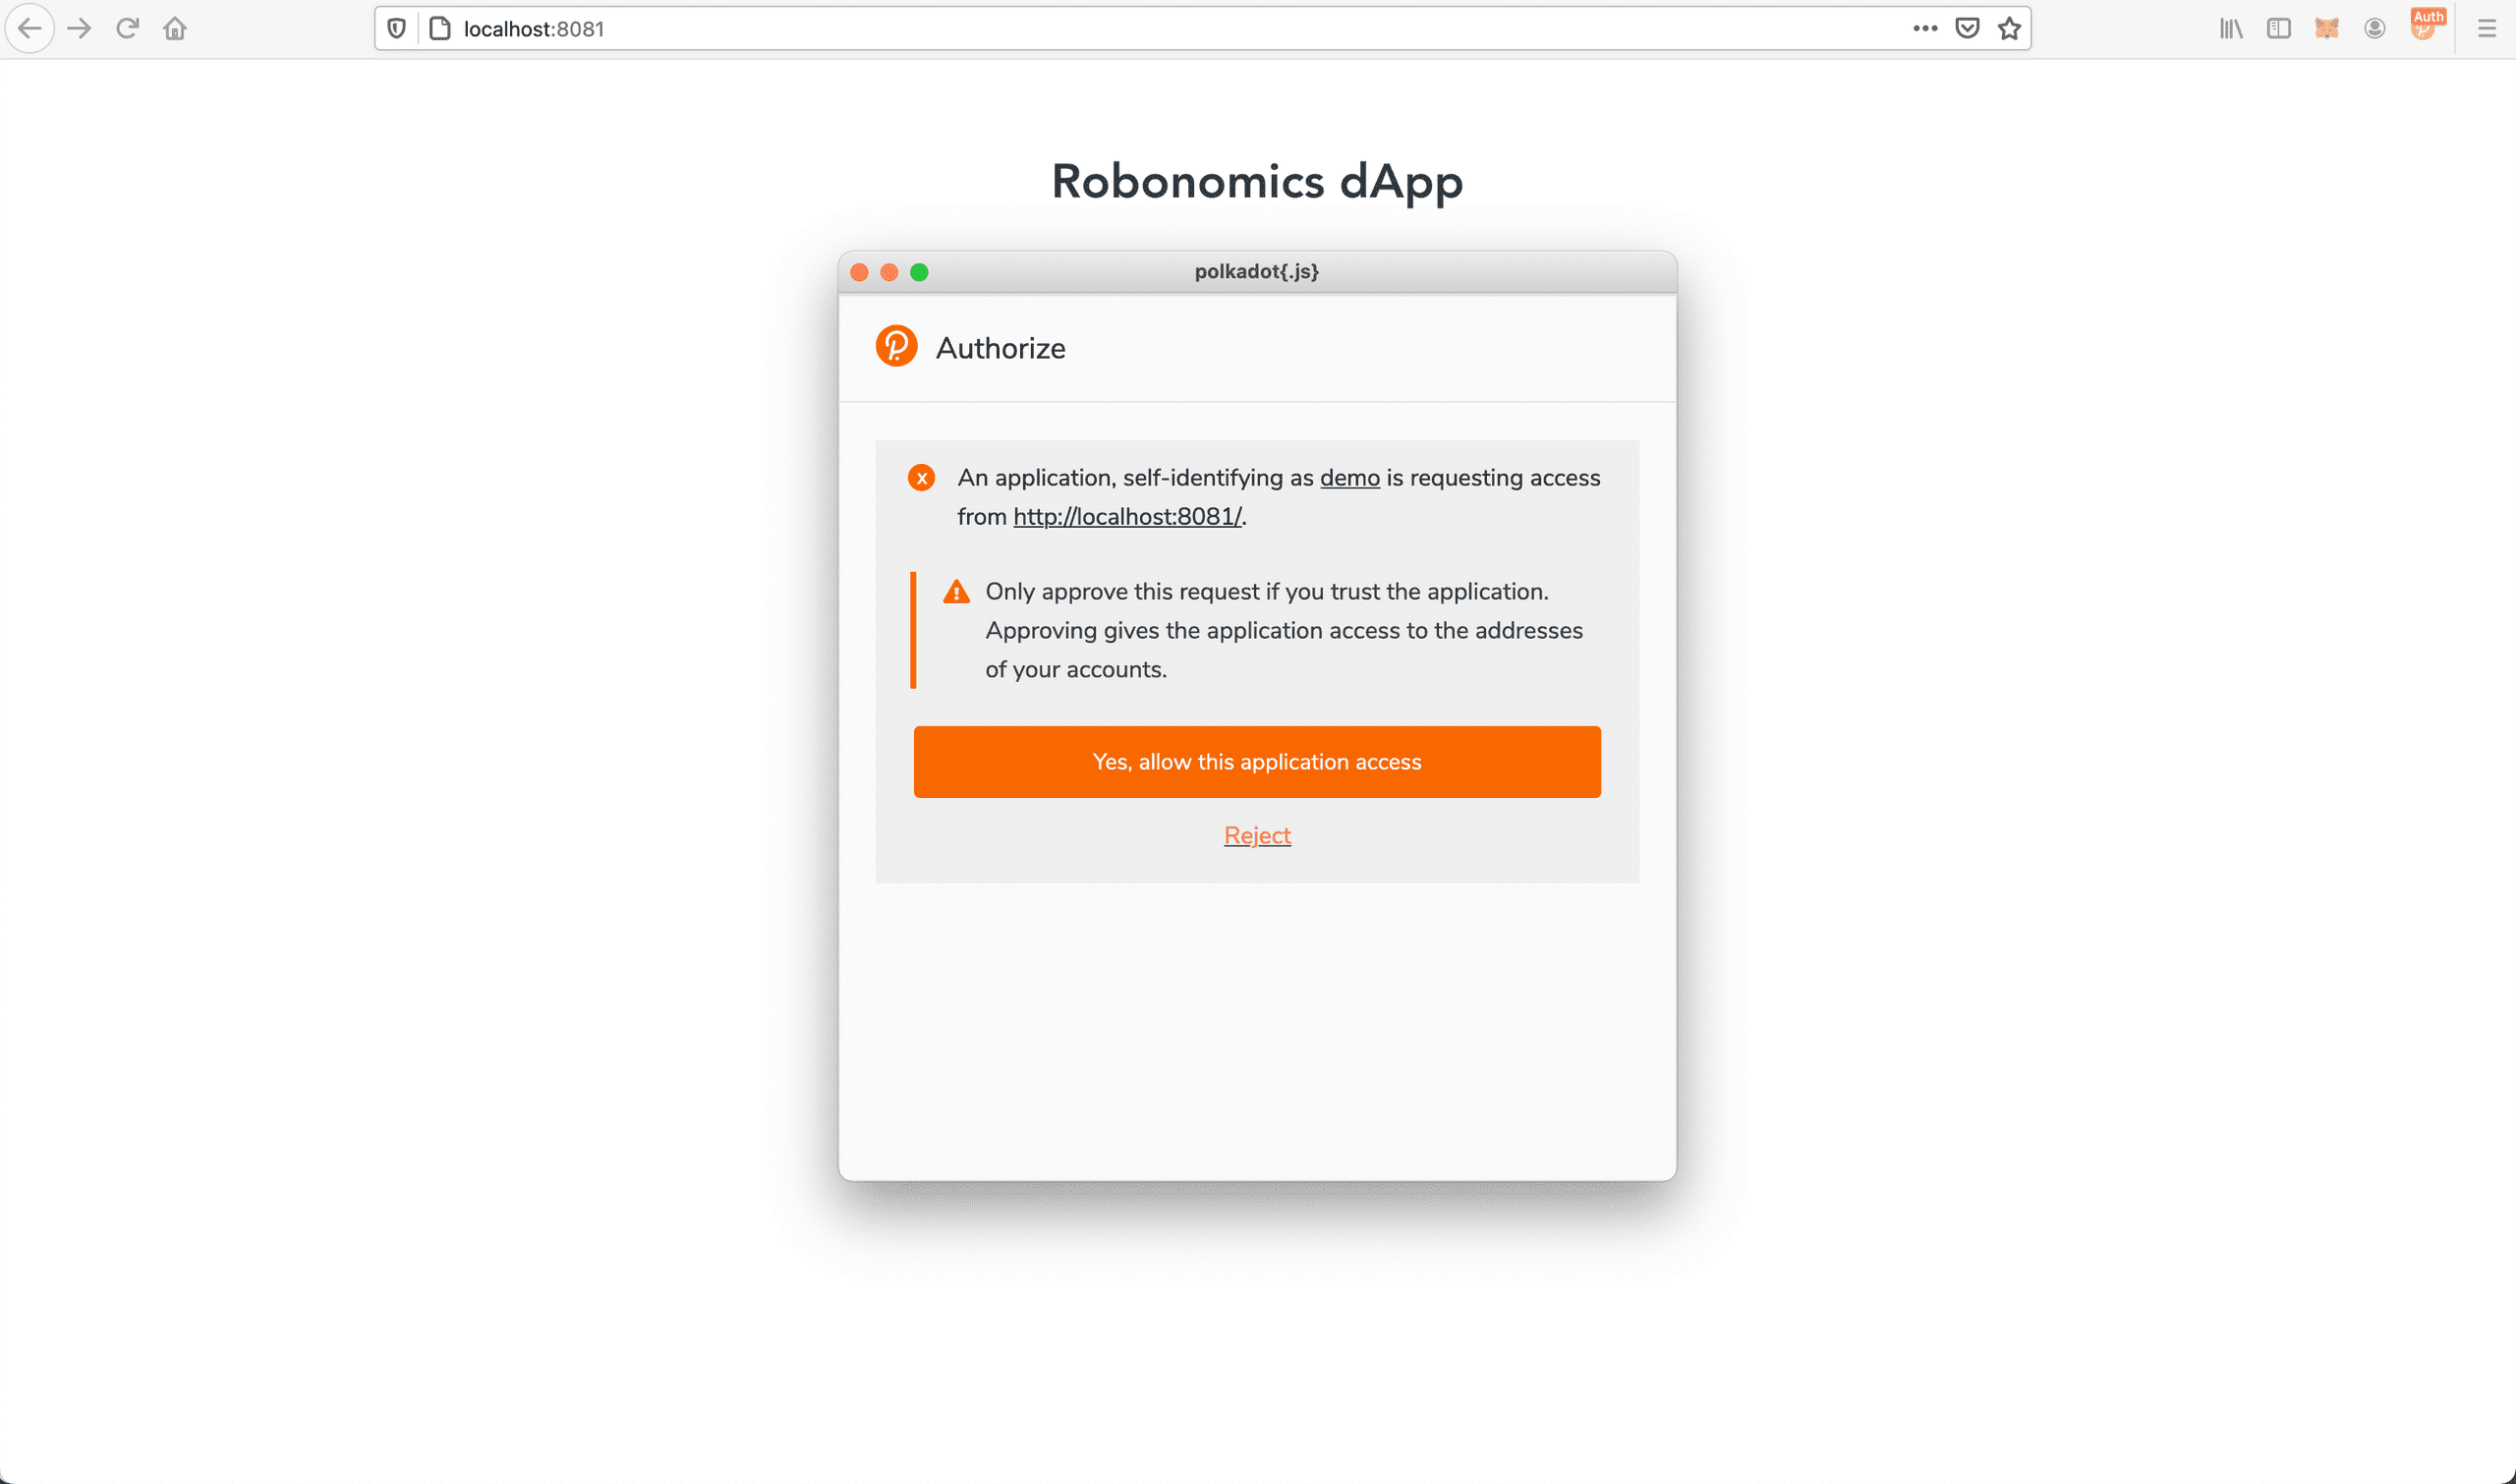 localhost:8081
Auth
Robonomics dApp
polkadot{.js}
Authorize
An application, self-identifying as demo is requesting access
from http://localhost:8081/.
Only approve this request if you trust the application.
Approving gives the application access to the addresses
of your accounts.
Yes, allow this application access
Reject